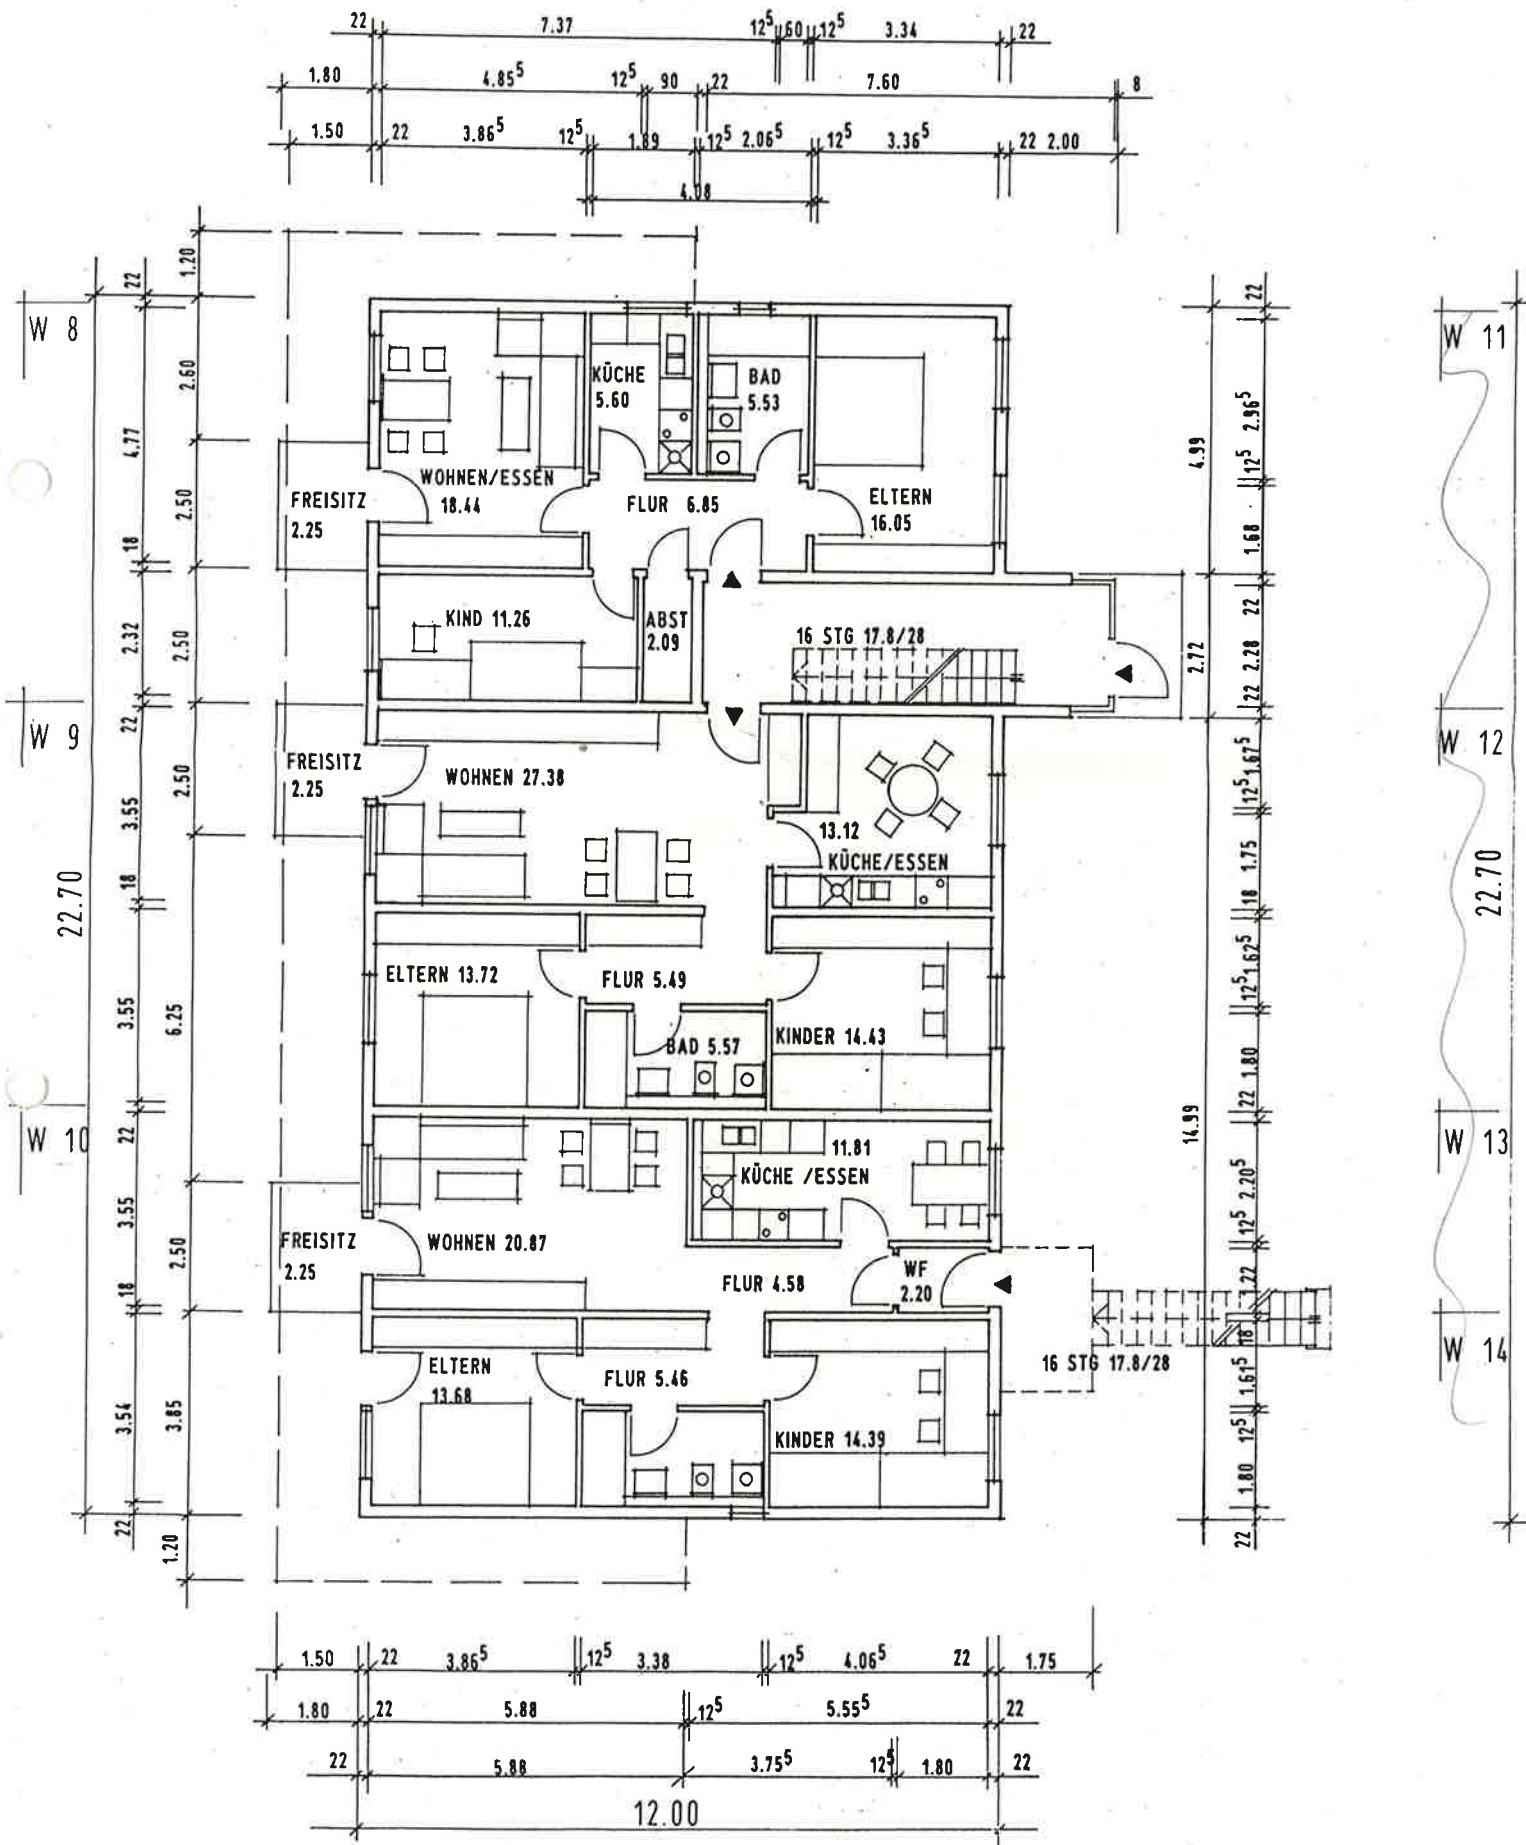 22 7.37 12⁵ 60 12⁵ 3.34 22
1.80 4.85⁵ 12⁵ 90 22 7.60 8
1.50 22 3.86⁵ 12⁵ 1.89 12⁵ 2.06⁵ 12⁵ 3.36⁵ 22 2.00
4.08
W 8
W 9
W 10
22.70
22
4.77
18
2.32
22
3.55
18
3.55
22
3.55
18
3.54
22
1.20
2.60
2.50
2.50
2.50
6.25
2.50
3.85
1.20
KÜCHE
5.60
BAD
5.53
WOHNEN/ESSEN
18.44
FREISITZ
2.25
FLUR 6.85
ELTERN
16.05
KIND 11.26
ABST
2.09
16 STG 17.8/28
FREISITZ
2.25
WOHNEN 27.38
13.12
KÜCHE/ESSEN
ELTERN 13.72
FLUR 5.49
BAD 5.57
KINDER 14.43
11.81
KÜCHE /ESSEN
FREISITZ
2.25
WOHNEN 20.87
FLUR 4.58
WF
2.20
16 STG 17.8/28
ELTERN
13.68
FLUR 5.46
KINDER 14.39
4.99
2.72
14.99
22
2.96⁵
12⁵
1.68
22
2.28
22
1.67⁵
12⁵
1.75
18
1.62⁵
12⁵
1.80
22
2.20⁵
12⁵
22
18
1.61⁵
12⁵
1.80
22
W 11
W 12
W 13
W 14
22.70
1.50 22 3.86⁵ 12⁵ 3.38 12⁵ 4.06⁵ 22 1.75
1.80 22 5.88 12⁵ 5.55⁵ 22
22 5.88 3.75⁵ 12⁵ 1.80 22
12.00